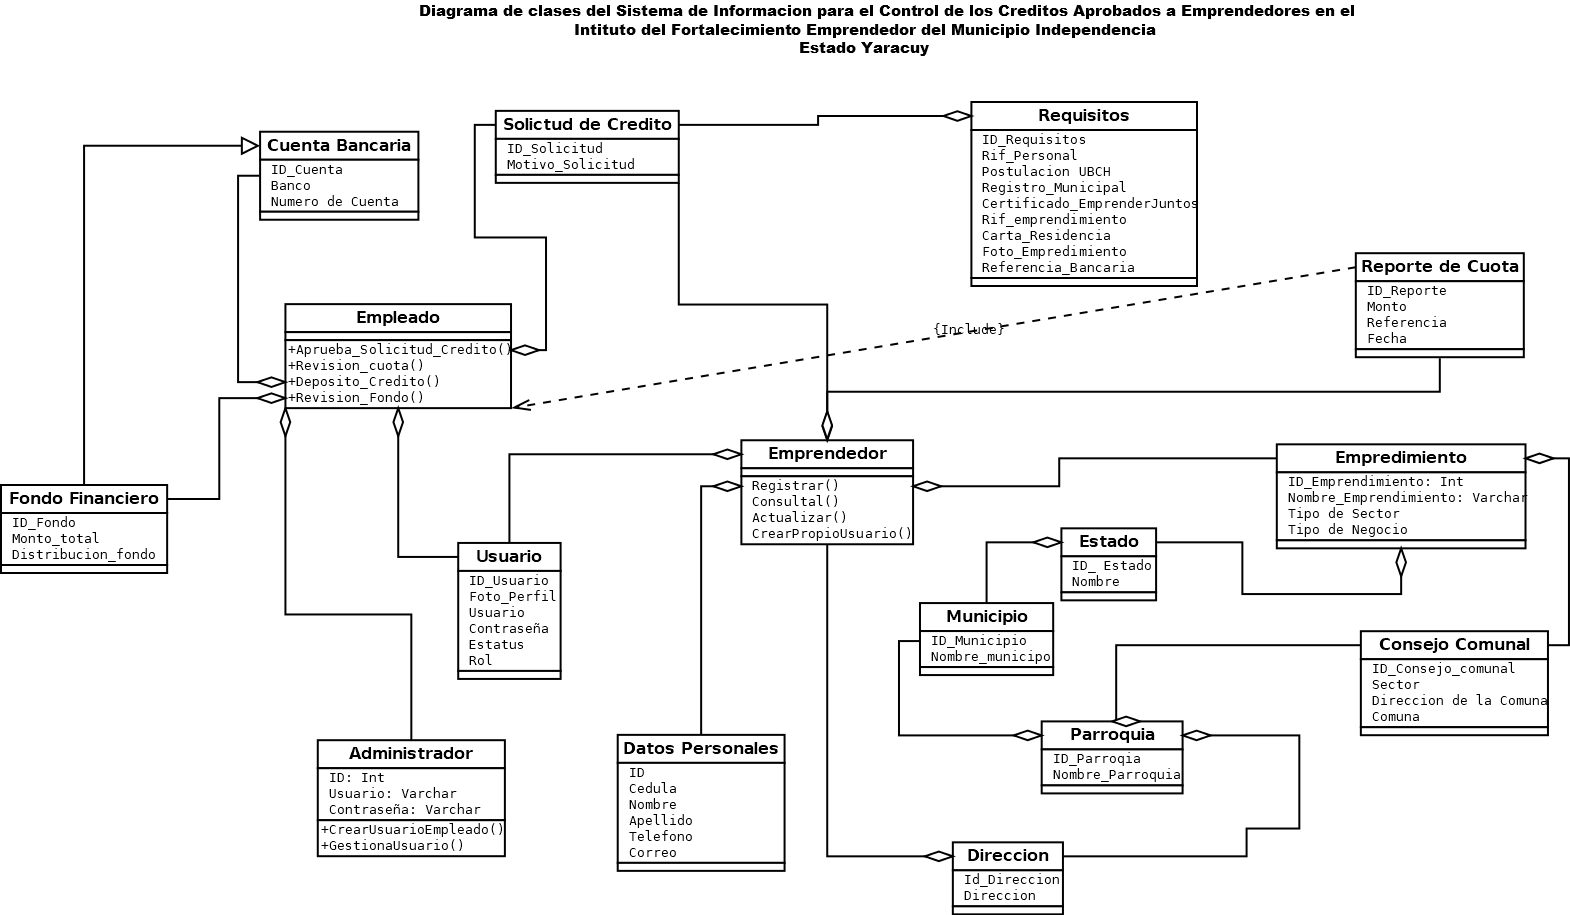 Diagrama de clases del Sistema de Informacion para el Control de los Creditos Aprobados a Emprendedores en el
Intituto del Fortalecimiento Emprendedor del Municipio Independencia
Estado Yaracuy
Cuenta Bancaria
ID_Cuenta
Banco
Numero de Cuenta
Solictud de Credito
ID_Solicitud
Motivo_Solicitud
Requisitos
ID_Requisitos
Rif_Personal
Postulacion UBCH
Registro_Municipal
Certificado_EmprenderJuntos
Rif_emprendimiento
Carta_Residencia
Foto_Empredimiento
Referencia_Bancaria
Reporte de Cuota
ID_Reporte
Monto
Referencia
Fecha
{Include}
Empleado
+Aprueba_Solicitud_Credito()
+Revision_cuota()
+Deposito_Credito()
+Revision_Fondo()
Fondo Financiero
ID_Fondo
Monto_total
Distribucion_fondo
Emprendedor
Registrar()
Consultal()
Actualizar()
CrearPropioUsuario()
Empredimiento
ID_Emprendimiento: Int
Nombre_Emprendimiento: Varchar
Tipo de Sector
Tipo de Negocio
Usuario
ID_Usuario
Foto_Perfil
Usuario
Contraseña
Estatus
Rol
Estado
ID_ Estado
Nombre
Municipio
ID_Municipio
Nombre_municipo
Consejo Comunal
ID_Consejo_comunal
Sector
Direccion de la Comuna
Comuna
Parroquia
ID_Parroqia
Nombre_Parroquia
Administrador
ID: Int
Usuario: Varchar
Contraseña: Varchar
+CrearUsuarioEmpleado()
+GestionaUsuario()
Datos Personales
ID
Cedula
Nombre
Apellido
Telefono
Correo
Direccion
Id_Direccion
Direccion